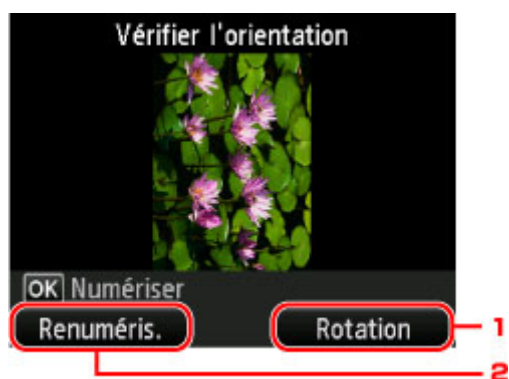 Vérifier l'orientation
OK Numériser
Renuméris.
Rotation
1
2